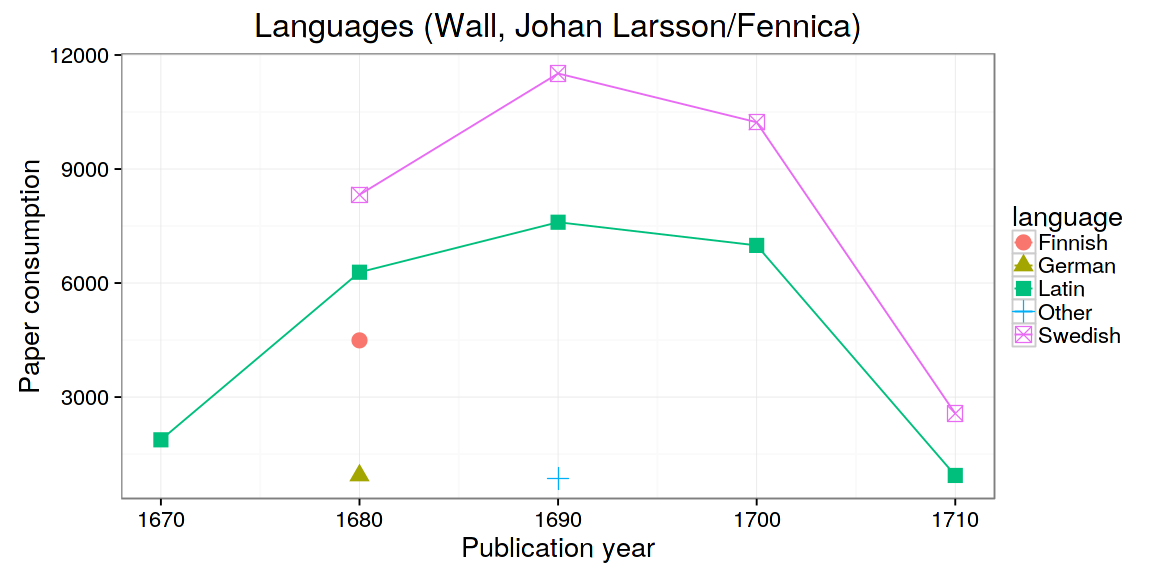 Languages (Wall, Johan Larsson/Fennica)
Paper consumption
12000
9000
6000
3000
1670 1680 1690 1700 1710
Publication year
language
Finnish
German
Latin
Other
Swedish